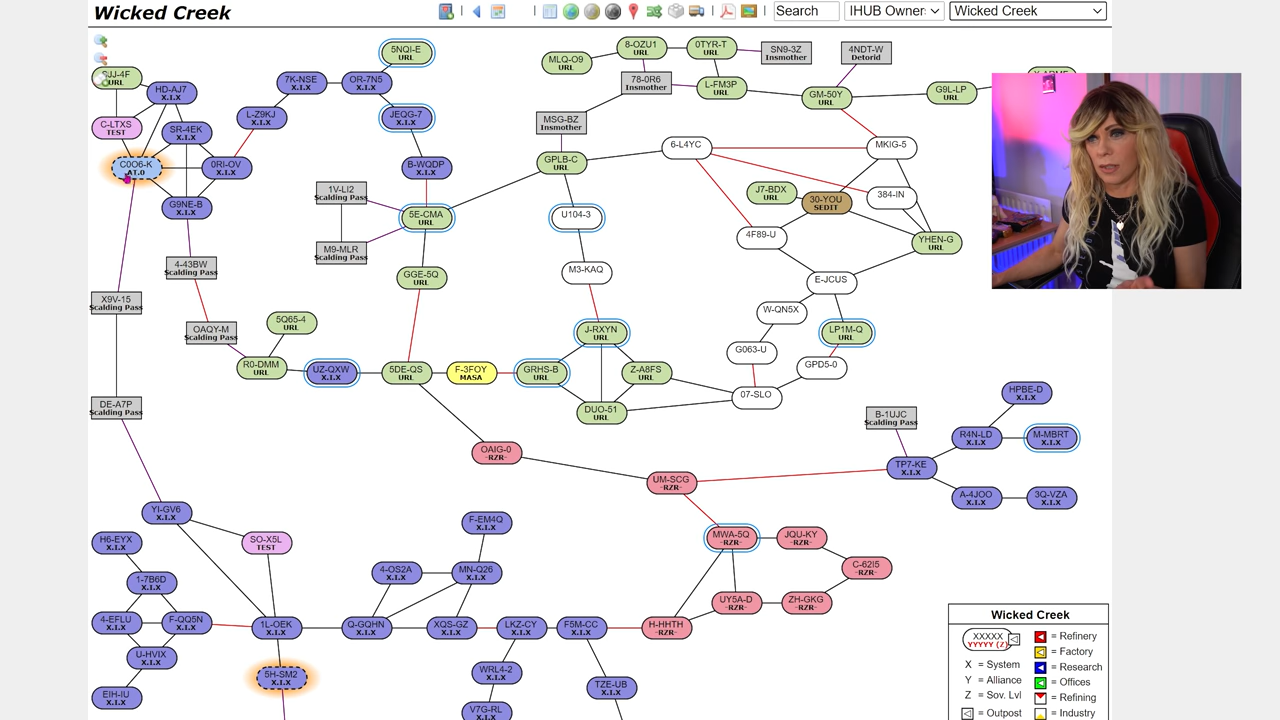 Wicked Creek
Search
IHUB Owner
Wicked Creek
5NQI-E
URL
8-OZU1
URL
0TYR-T
URL
SN9-3Z
Insmother
4NDT-W
Detorid
MLQ-O9
URL
JJ-4F
URL
HD-AJ7
X.I.X
7K-NSE
X.I.X
OR-7N5
X.I.X
78-0R6
Insmother
L-FM3P
URL
GM-50Y
URL
G9L-LP
URL
C-LTXS
TEST
SR-4EK
X.I.X
L-Z9KJ
X.I.X
JEQG-7
X.I.X
MSG-BZ
Insmother
6-L4YC
MKIG-5
C0O6-K
AT.0
0RI-OV
X.I.X
B-WQDP
X.I.X
GPLB-C
URL
G9NE-B
X.I.X
1V-LI2
Scalding Pass
5E-CMA
URL
U104-3
J7-BDX
URL
30-YOU
SEDIT
384-IN
M9-MLR
Scalding Pass
4F89-U
YHEN-G
URL
4-43BW
Scalding Pass
GGE-5Q
URL
M3-KAQ
E-JCUS
X9V-15
Scalding Pass
OAQY-M
Scalding Pass
5Q65-4
URL
J-RXYN
URL
W-QN5X
LP1M-Q
URL
R0-DMM
URL
UZ-QXW
X.I.X
5DE-QS
URL
F-3FOY
MASA
GRHS-B
URL
Z-A8FS
URL
G063-U
GPD5-0
DE-A7P
Scalding Pass
DUO-51
URL
07-SLO
B-1UJC
Scalding Pass
HPBE-D
X.I.X
OAIG-0
-RZR-
R4N-LD
X.I.X
M-MBRT
X.I.X
UM-SCG
-RZR-
TP7-KE
X.I.X
A-4JOO
X.I.X
3Q-VZA
X.I.X
YI-GV6
X.I.X
F-EM4Q
X.I.X
H6-EYX
X.I.X
SO-X5L
TEST
MWA-5Q
-RZR-
JQU-KY
-RZR-
1-7B6D
X.I.X
4-OS2A
X.I.X
MN-Q26
X.I.X
C-62I5
-RZR-
UY5A-D
-RZR-
ZH-GKG
-RZR-
4-EFLU
X.I.X
F-QQ5N
X.I.X
1L-OEK
X.I.X
Q-GQHN
X.I.X
XQS-GZ
X.I.X
LKZ-CY
X.I.X
F5M-CC
X.I.X
H-HHTH
-RZR-
U-HVIX
X.I.X
5H-SM2
X.I.X
WRL4-2
X.I.X
TZE-UB
X.I.X
EIH-IU
X.I.X
V7G-RL
X.I.X
Wicked Creek
XXXXX
YYYYY (Z)
X = System
Y = Alliance
Z = Sov. Lvl
= Outpost
= Refinery
= Factory
= Research
= Offices
= Refining
= Industry